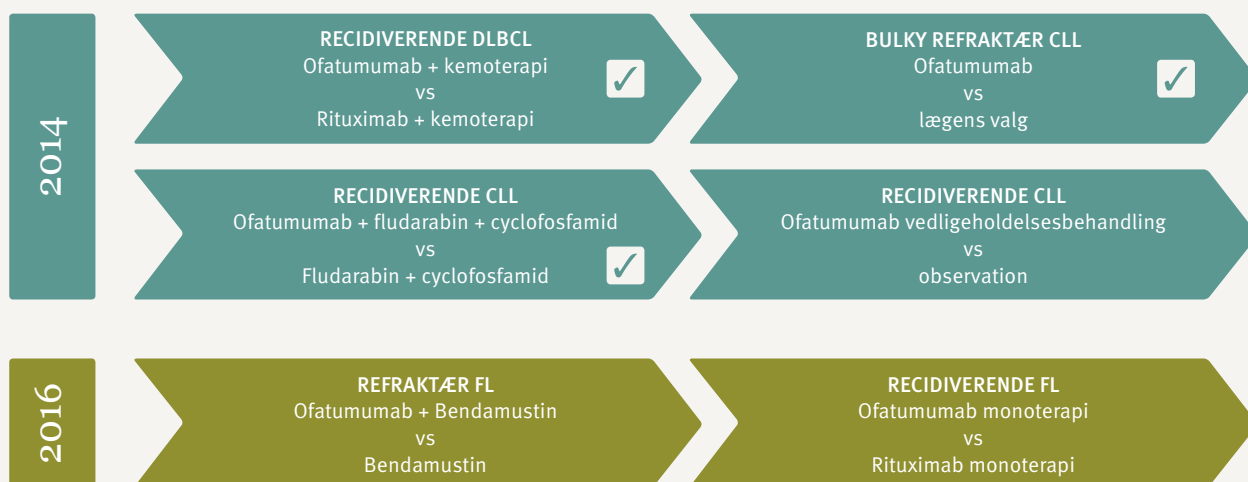 2014
RECIDIVERENDE DLBCL
Ofatumumab + kemoterapi
vs
Rituximab + kemoterapi
BULKY REFRAKTÆR CLL
Ofatumumab
vs
lægens valg
RECIDIVERENDE CLL
Ofatumumab + fludarabin + cyclofosfamid
vs
Fludarabin + cyclofosfamid
RECIDIVERENDE CLL
Ofatumumab vedligeholdelsesbehandling
vs
observation
2016
REFRAKTÆR FL
Ofatumumab + Bendamustin
vs
Bendamustin
RECIDIVERENDE FL
Ofatumumab monoterapi
vs
Rituximab monoterapi